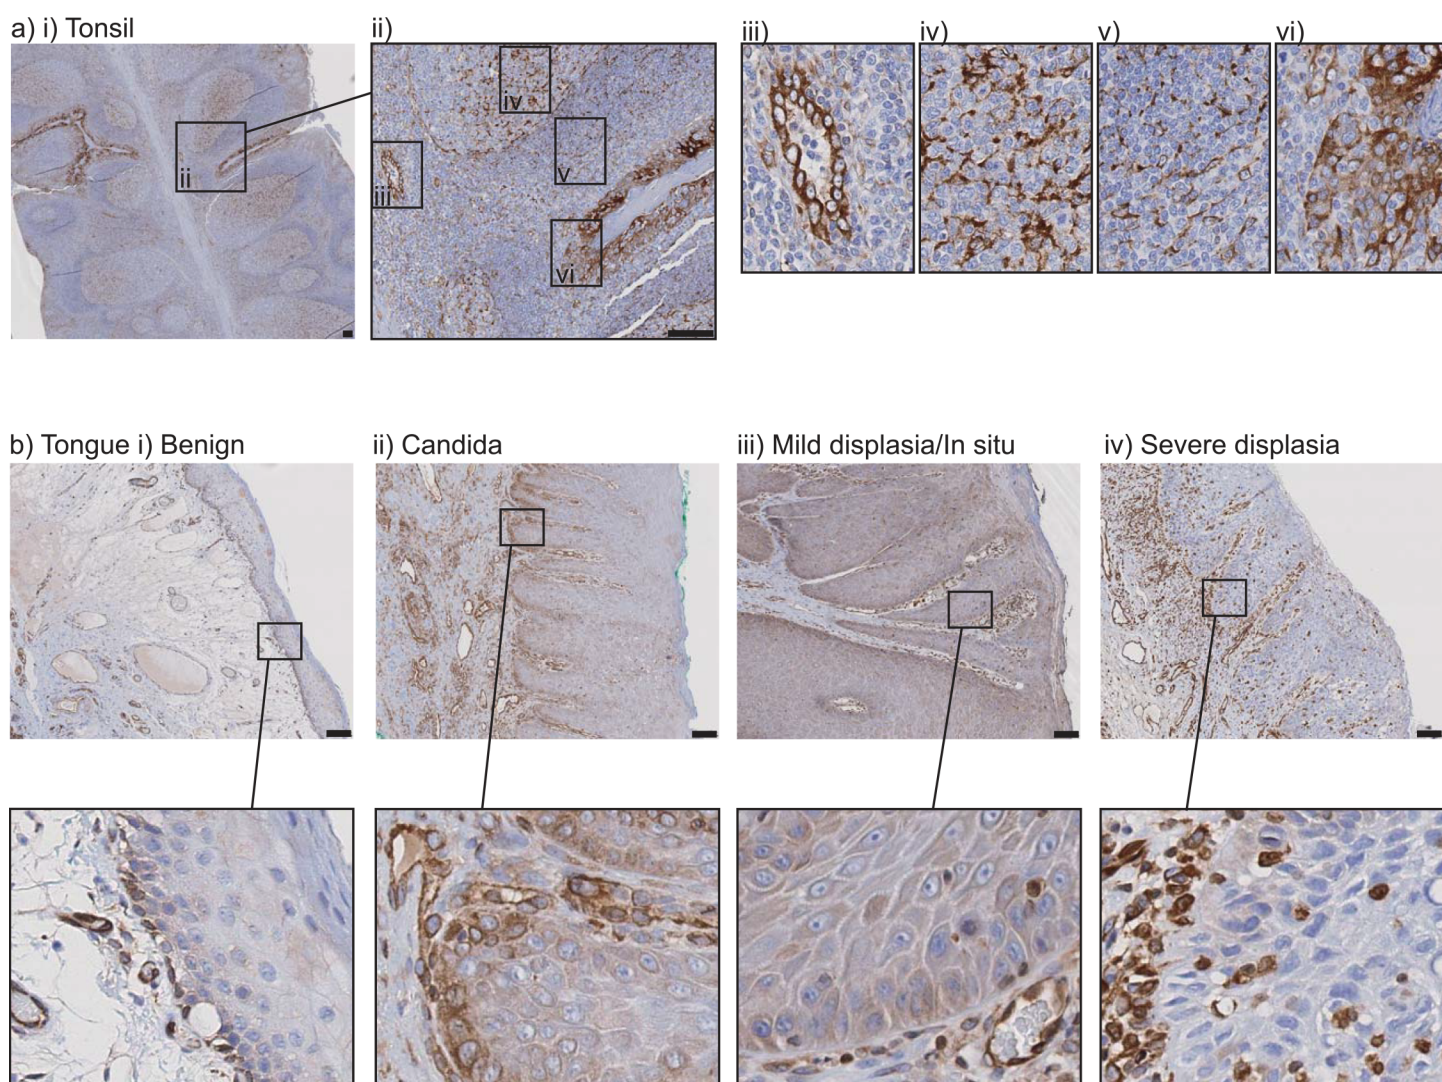 a) i) Tonsil
ii)
iii)
iv)
v)
vi)
ii
iv
v
iii
vi
b) Tongue i) Benign
ii) Candida
iii) Mild displasia/In situ
iv) Severe displasia